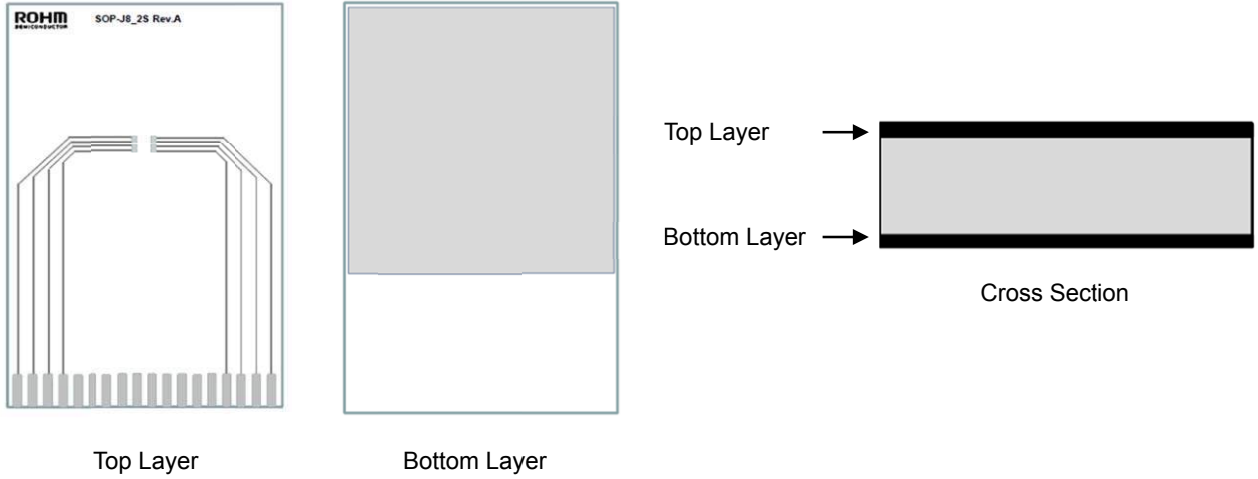 ROHM
SEMICONDUCTOR
SOP-J8_2S Rev.A
Top Layer
Bottom Layer
Top Layer
Bottom Layer
Cross Section